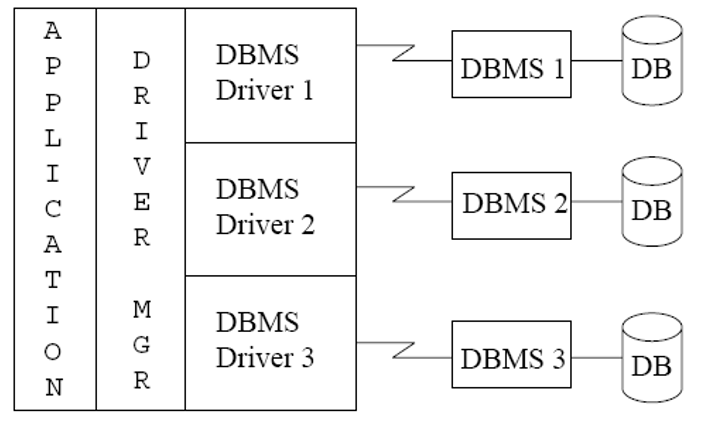 APPLICATION
DRIVER MGR
DBMS
Driver 1
DBMS 1
DB
DBMS
Driver 2
DBMS 2
DB
DBMS
Driver 3
DBMS 3
DB